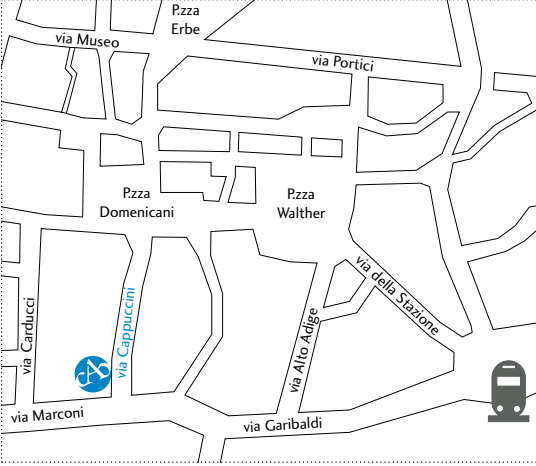 P.zza
Erbe
via Museo
via Portici
P.zza
Domenicani
P.zza
Walther
via della Stazione
via Carducci
via Cappuccini
via Alto Adige
via Marconi
via Garibaldi